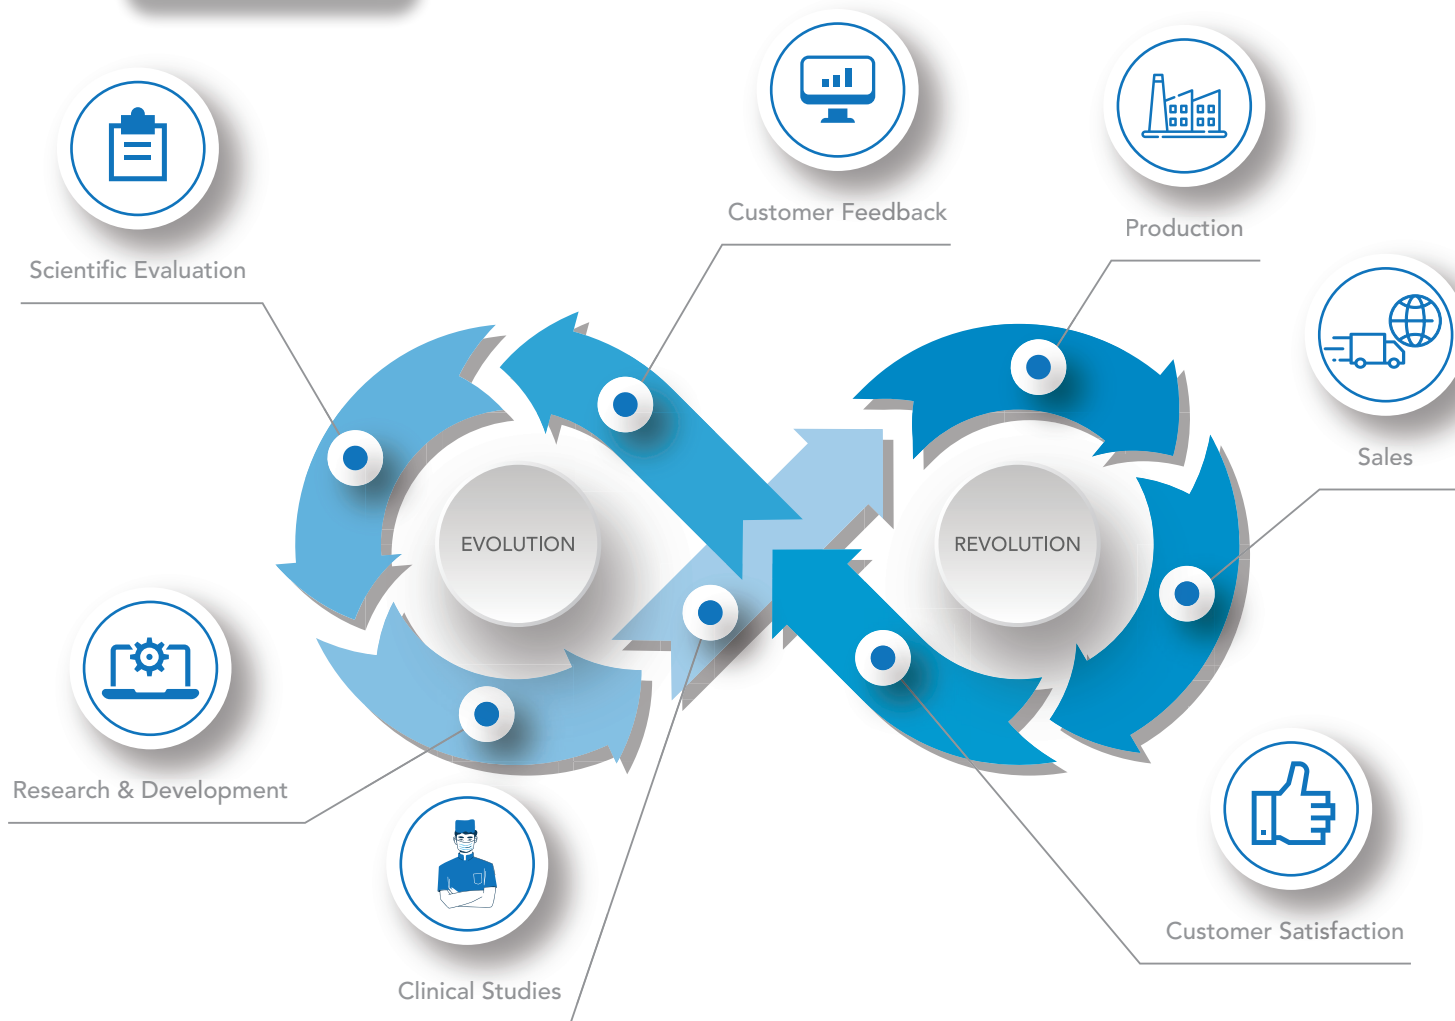 Customer Feedback
Production
Scientific Evaluation
Sales
EVOLUTION
REVOLUTION
Research & Development
Customer Satisfaction
Clinical Studies